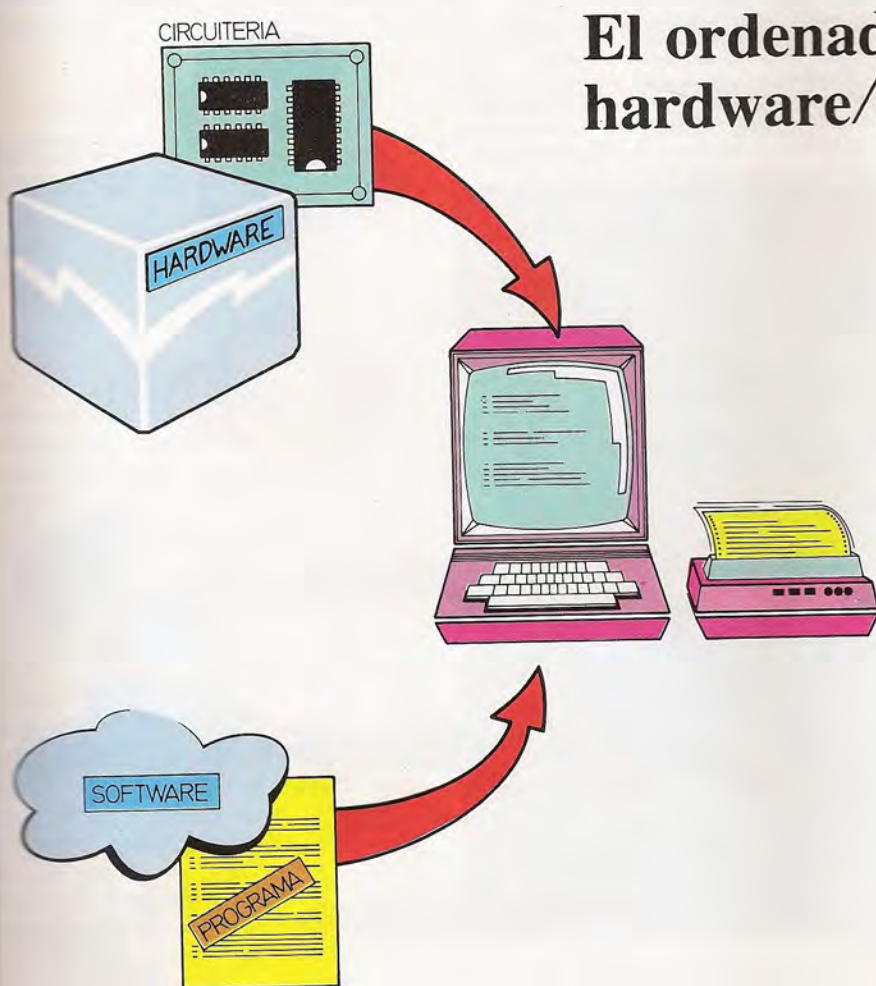 CIRCUITERIA
El ordenad
hardware/
HARDWARE
SOFTWARE
PROGRAMA